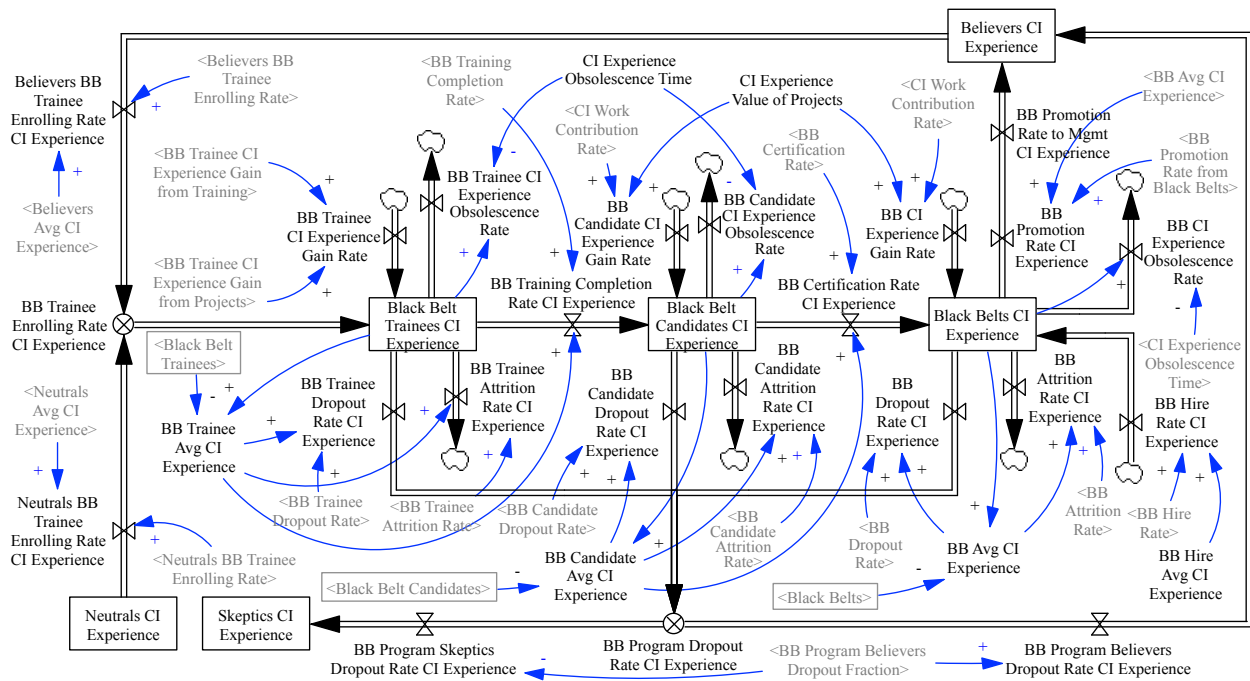 Believers CI
Experience
<Believers BB
Trainee
Enrolling Rate>
<BB Training
Completion
Rate>
CI Experience
Obsolescence Time
CI Experience
Value of Projects
<CI Work
Contribution
Rate>
<CI Work
Contribution
Rate>
<BB Avg CI
Experience>
Believers BB
Trainee
Enrolling Rate
CI Experience
+
+
<BB
Certification
Rate>
BB Promotion
Rate to Mgmt
CI Experience
<BB
Promotion
Rate from
Black Belts>
<BB Trainee CI
Experience Gain
from Training>
+
-
BB Trainee CI
Experience
Obsolescence
Rate
+
+
BB
Candidate CI
Experience
Gain Rate
-
BB Candidate
CI Experience
Obsolescence
Rate
+
+
BB CI
Experience
Gain Rate
+
+
BB
Promotion
Rate CI
Experience
BB CI
Experience
Obsolescence
Rate
<Believers
Avg CI
Experience>
BB Trainee
CI Experience
Gain Rate
<BB Trainee CI
Experience Gain
from Projects>
+
+
+
+
+
+
BB Training Completion
Rate CI Experience
BB Certification Rate
CI Experience
BB Trainee
Enrolling Rate
CI Experience
Black Belt
Trainees CI
Experience
Black Belt
Candidates CI
Experience
Black Belts CI
Experience
-
<CI Experience
Obsolescence
Time>
<Black Belt
Trainees>
-
+
BB Trainee
Avg CI
Experience
+
BB Trainee
Dropout
Rate CI
Experience
+
BB Trainee
Attrition
Rate CI
Experience
+
+
BB
Candidate
Dropout
Rate CI
Experience
BB
Candidate
Attrition
Rate CI
Experience
+
BB
Dropout
Rate CI
Experience
BB
Attrition
Rate CI
Experience
BB Hire
Rate CI
Experience
<Neutrals
Avg CI
Experience>
+
Neutrals BB
Trainee
Enrolling Rate
CI Experience
+
<BB Trainee
Dropout Rate>
+
<BB Trainee
Attrition Rate>
+
+
<BB Candidate
Dropout Rate>
+
+
<BB
Candidate
Attrition
Rate>
+
+
<BB
Dropout
Rate>
+
+
+
<BB
Attrition
Rate>
+
+
<BB Hire
Rate>
+
<Neutrals BB Trainee
Enrolling Rate>
+
+
BB Candidate
Avg CI
Experience
-
<Black Belt Candidates>
+
BB Avg CI
Experience
-
<Black Belts>
BB Hire
Avg CI
Experience
Neutrals CI
Experience
Skeptics CI
Experience
BB Program Skeptics
Dropout Rate CI Experience
BB Program Dropout
Rate CI Experience
-
<BB Program Believers
Dropout Fraction>
+
BB Program Believers
Dropout Rate CI Experience